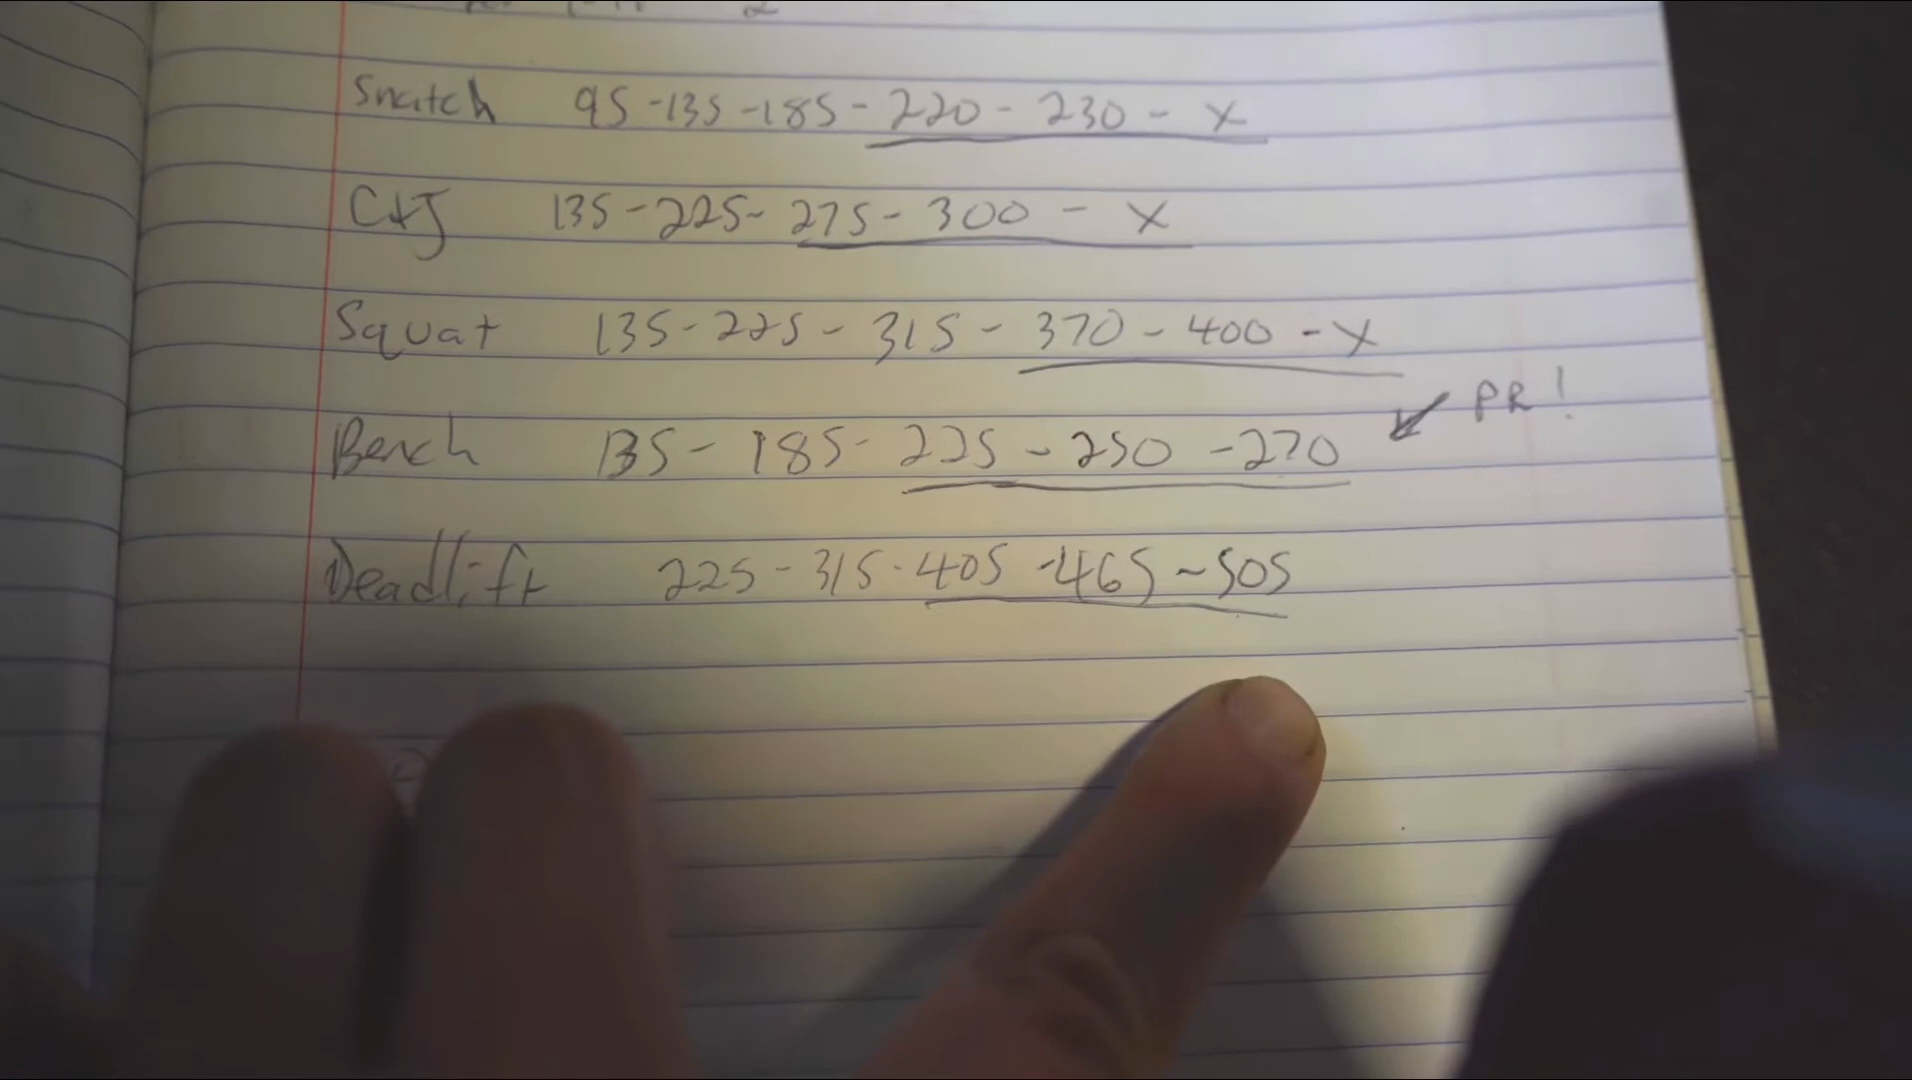 Snatch 95-135-185-220-230-X
C+J 135-225-275-300-X
Squat 135-225-315-370-400-X
PR!
Bench 135-185-225-250-270
Deadlift 225-315-405-465-505